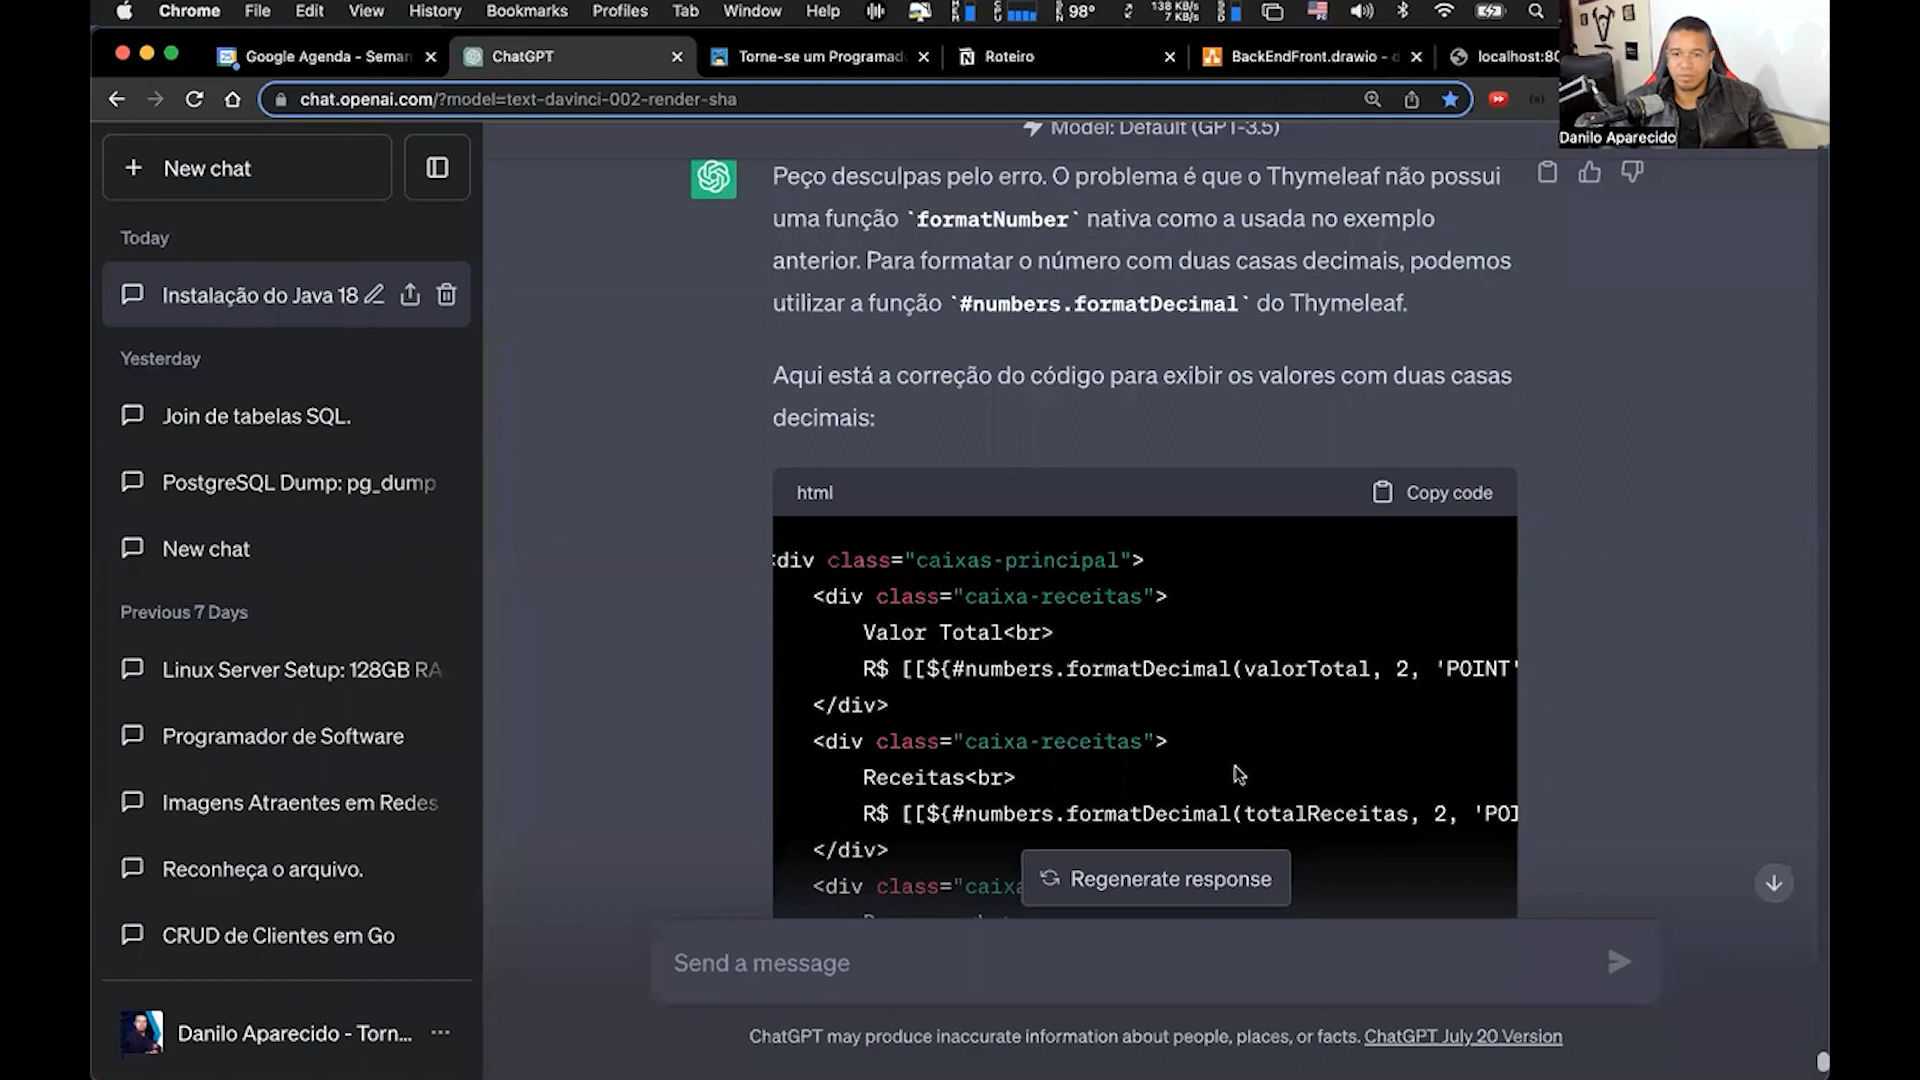 Chrome File Edit View History Bookmarks Profiles Tab Window Help 98° 138 KB/s 7 KB/s
Google Agenda - Seman ChatGPT Torne-se um Programad Roteiro BackEndFront.drawio - d localhost:80
chat.openai.com/?model=text-davinci-002-render-sha
Danilo Aparecido
Model: Default (GPT-3.5)
New chat
Today
Instalação do Java 18
Yesterday
Join de tabelas SQL.
PostgreSQL Dump: pg_dump
New chat
Previous 7 Days
Linux Server Setup: 128GB RA
Programador de Software
Imagens Atraentes em Redes
Reconheça o arquivo.
CRUD de Clientes em Go
Danilo Aparecido - Torn...
Peço desculpas pelo erro. O problema é que o Thymeleaf não possui
uma função `formatNumber` nativa como a usada no exemplo
anterior. Para formatar o número com duas casas decimais, podemos
utilizar a função `#numbers.formatDecimal` do Thymeleaf.
Aqui está a correção do código para exibir os valores com duas casas
decimais:
html Copy code
<div class="caixas-principal">
<div class="caixa-receitas">
Valor Total<br>
R$ [[${#numbers.formatDecimal(valorTotal, 2, 'POINT'
</div>
<div class="caixa-receitas">
Receitas<br>
R$ [[${#numbers.formatDecimal(totalReceitas, 2, 'POI
</div>
<div class="caixa
Regenerate response
Send a message
ChatGPT may produce inaccurate information about people, places, or facts. ChatGPT July 20 Version